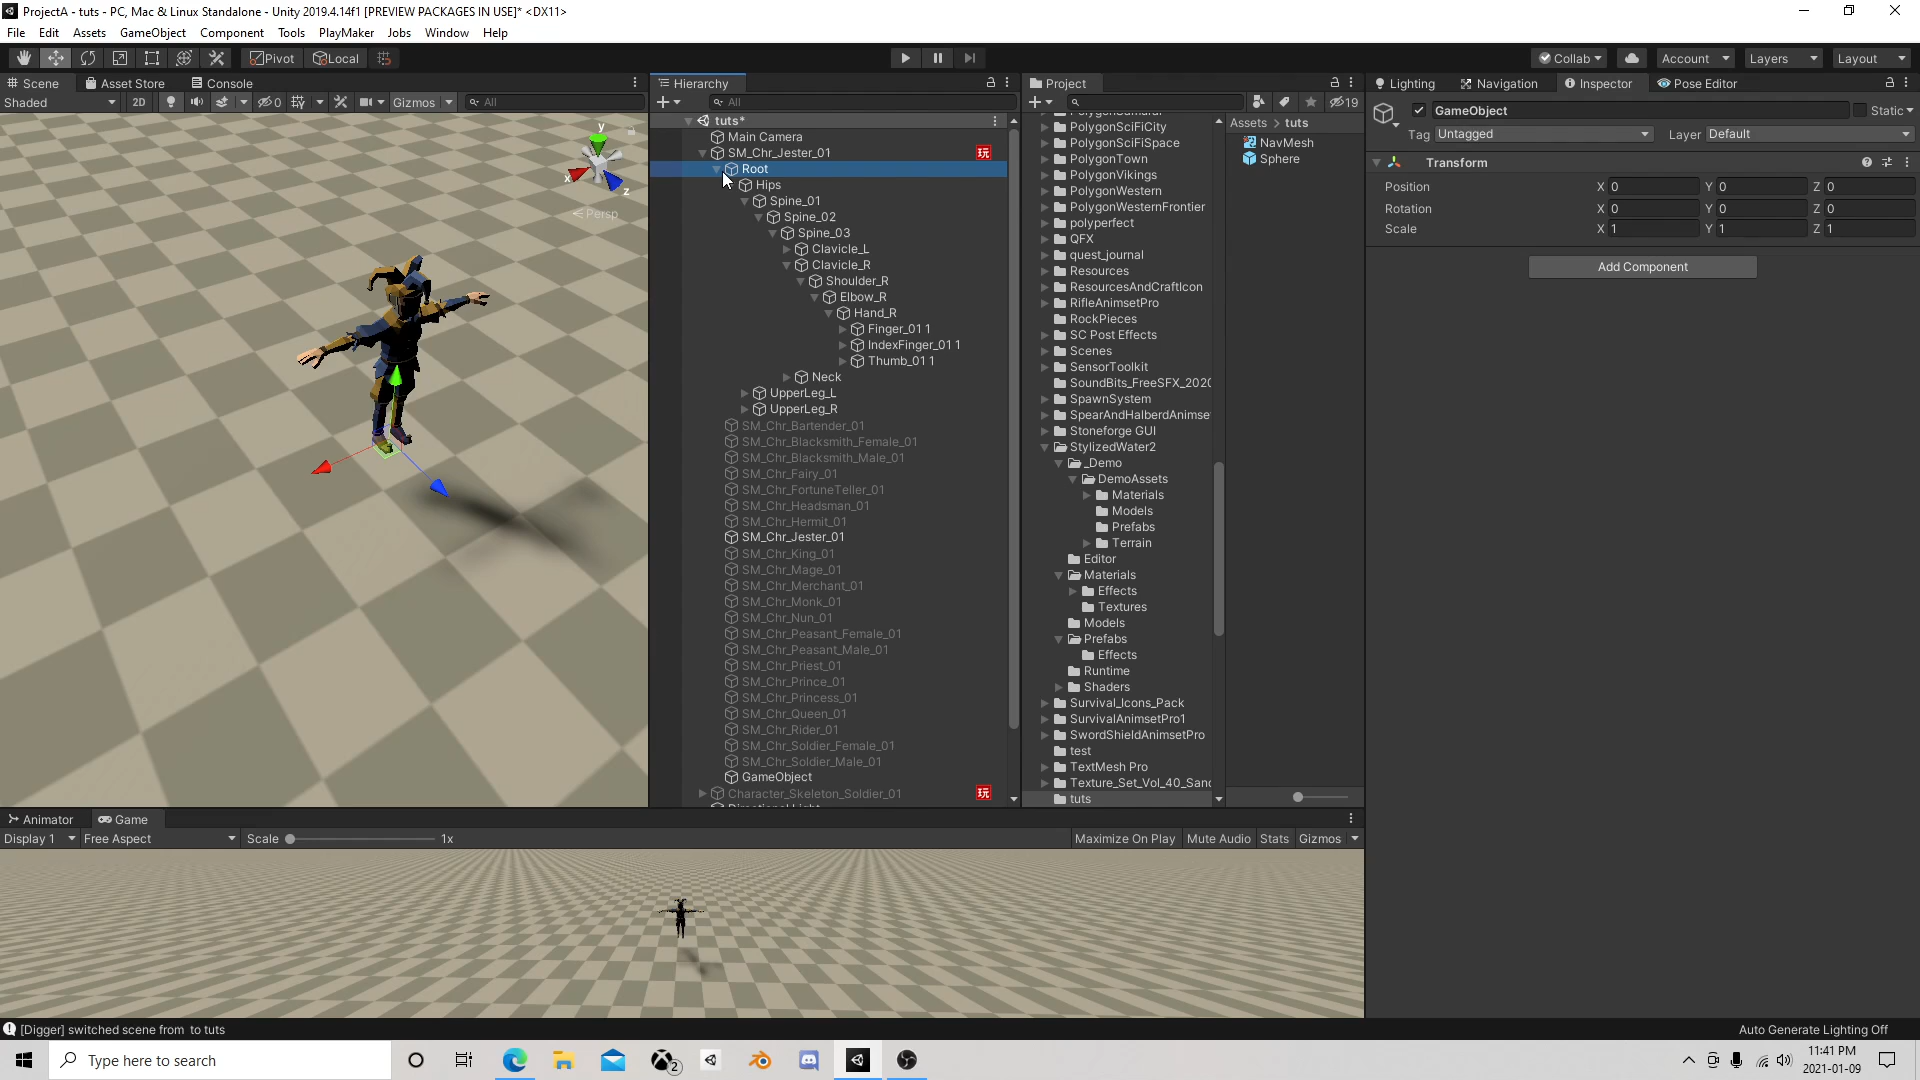 ProjectA - tuts - PC, Mac & Linux Standalone - Unity 2019.4.14f1 [PREVIEW PACKAGES IN USE]* <DX11>
File Edit Assets GameObject Component Tools PlayMaker Jobs Window Help
Pivot Local Collab Account Layers Layout
Scene Asset Store Console
Shaded 2D 0 Gizmos All
y x z
Persp
Hierarchy
All
tuts*
Main Camera
SM_Chr_Jester_01 玩
Root
Hips
Spine_01
Spine_02
Spine_03
Clavicle_L
Clavicle_R
Shoulder_R
Elbow_R
Hand_R
Finger_01 1
IndexFinger_01 1
Thumb_01 1
Neck
UpperLeg_L
UpperLeg_R
SM_Chr_Bartender_01
SM_Chr_Blacksmith_Female_01
SM_Chr_Blacksmith_Male_01
SM_Chr_Fairy_01
SM_Chr_FortuneTeller_01
SM_Chr_Headsman_01
SM_Chr_Hermit_01
SM_Chr_Jester_01
SM_Chr_King_01
SM_Chr_Mage_01
SM_Chr_Merchant_01
SM_Chr_Monk_01
SM_Chr_Nun_01
SM_Chr_Peasant_Female_01
SM_Chr_Peasant_Male_01
SM_Chr_Priest_01
SM_Chr_Prince_01
SM_Chr_Princess_01
SM_Chr_Queen_01
SM_Chr_Rider_01
SM_Chr_Soldier_Female_01
SM_Chr_Soldier_Male_01
GameObject
Character_Skeleton_Soldier_01 玩
Project
19
PolygonSciFiCity
PolygonSciFiSpace
PolygonTown
PolygonVikings
PolygonWestern
PolygonWesternFrontier
polyperfect
QFX
quest_journal
Resources
ResourcesAndCraftIcon
RifleAnimsetPro
RockPieces
SC Post Effects
Scenes
SensorToolkit
SoundBits_FreeSFX_2020
SpawnSystem
SpearAndHalberdAnimse
Stoneforge GUI
StylizedWater2
_Demo
DemoAssets
Materials
Models
Prefabs
Terrain
Editor
Materials
Effects
Textures
Models
Prefabs
Effects
Runtime
Shaders
Survival_Icons_Pack
SurvivalAnimsetPro1
SwordShieldAnimsetPro
test
TextMesh Pro
Texture_Set_Vol_40_Sand
tuts
Assets > tuts
NavMesh
Sphere
Lighting Navigation Inspector Pose Editor
GameObject Static
Tag Untagged Layer Default
Transform
Position X 0 Y 0 Z 0
Rotation X 0 Y 0 Z 0
Scale X 1 Y 1 Z 1
Add Component
Animator Game
Display 1 Free Aspect Scale 1x Maximize On Play Mute Audio Stats Gizmos
[Digger] switched scene from to tuts
Auto Generate Lighting Off
Type here to search
2
11:41 PM
2021-01-09